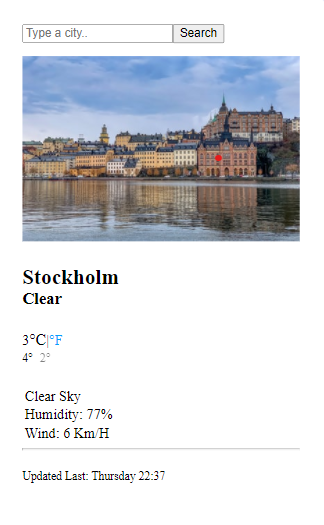 Type a city.. Search
Stockholm
Clear
3°C|°F
4° 2°
Clear Sky
Humidity: 77%
Wind: 6 Km/H
Updated Last: Thursday 22:37